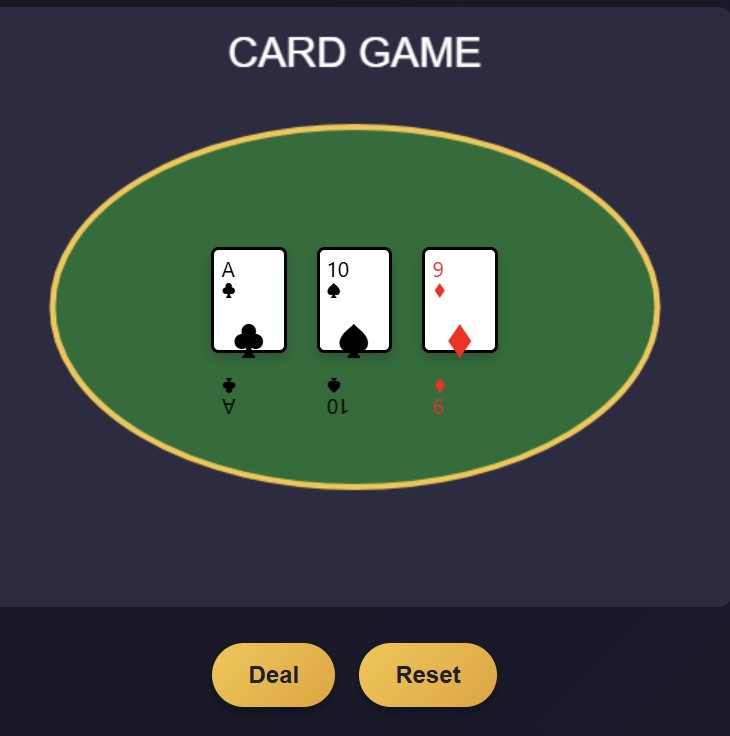 CARD GAME
A 10 9
♣ ♠ ♦
♣ ♠ ♦
♣ ♠ ♦
A 10 9
Deal Reset